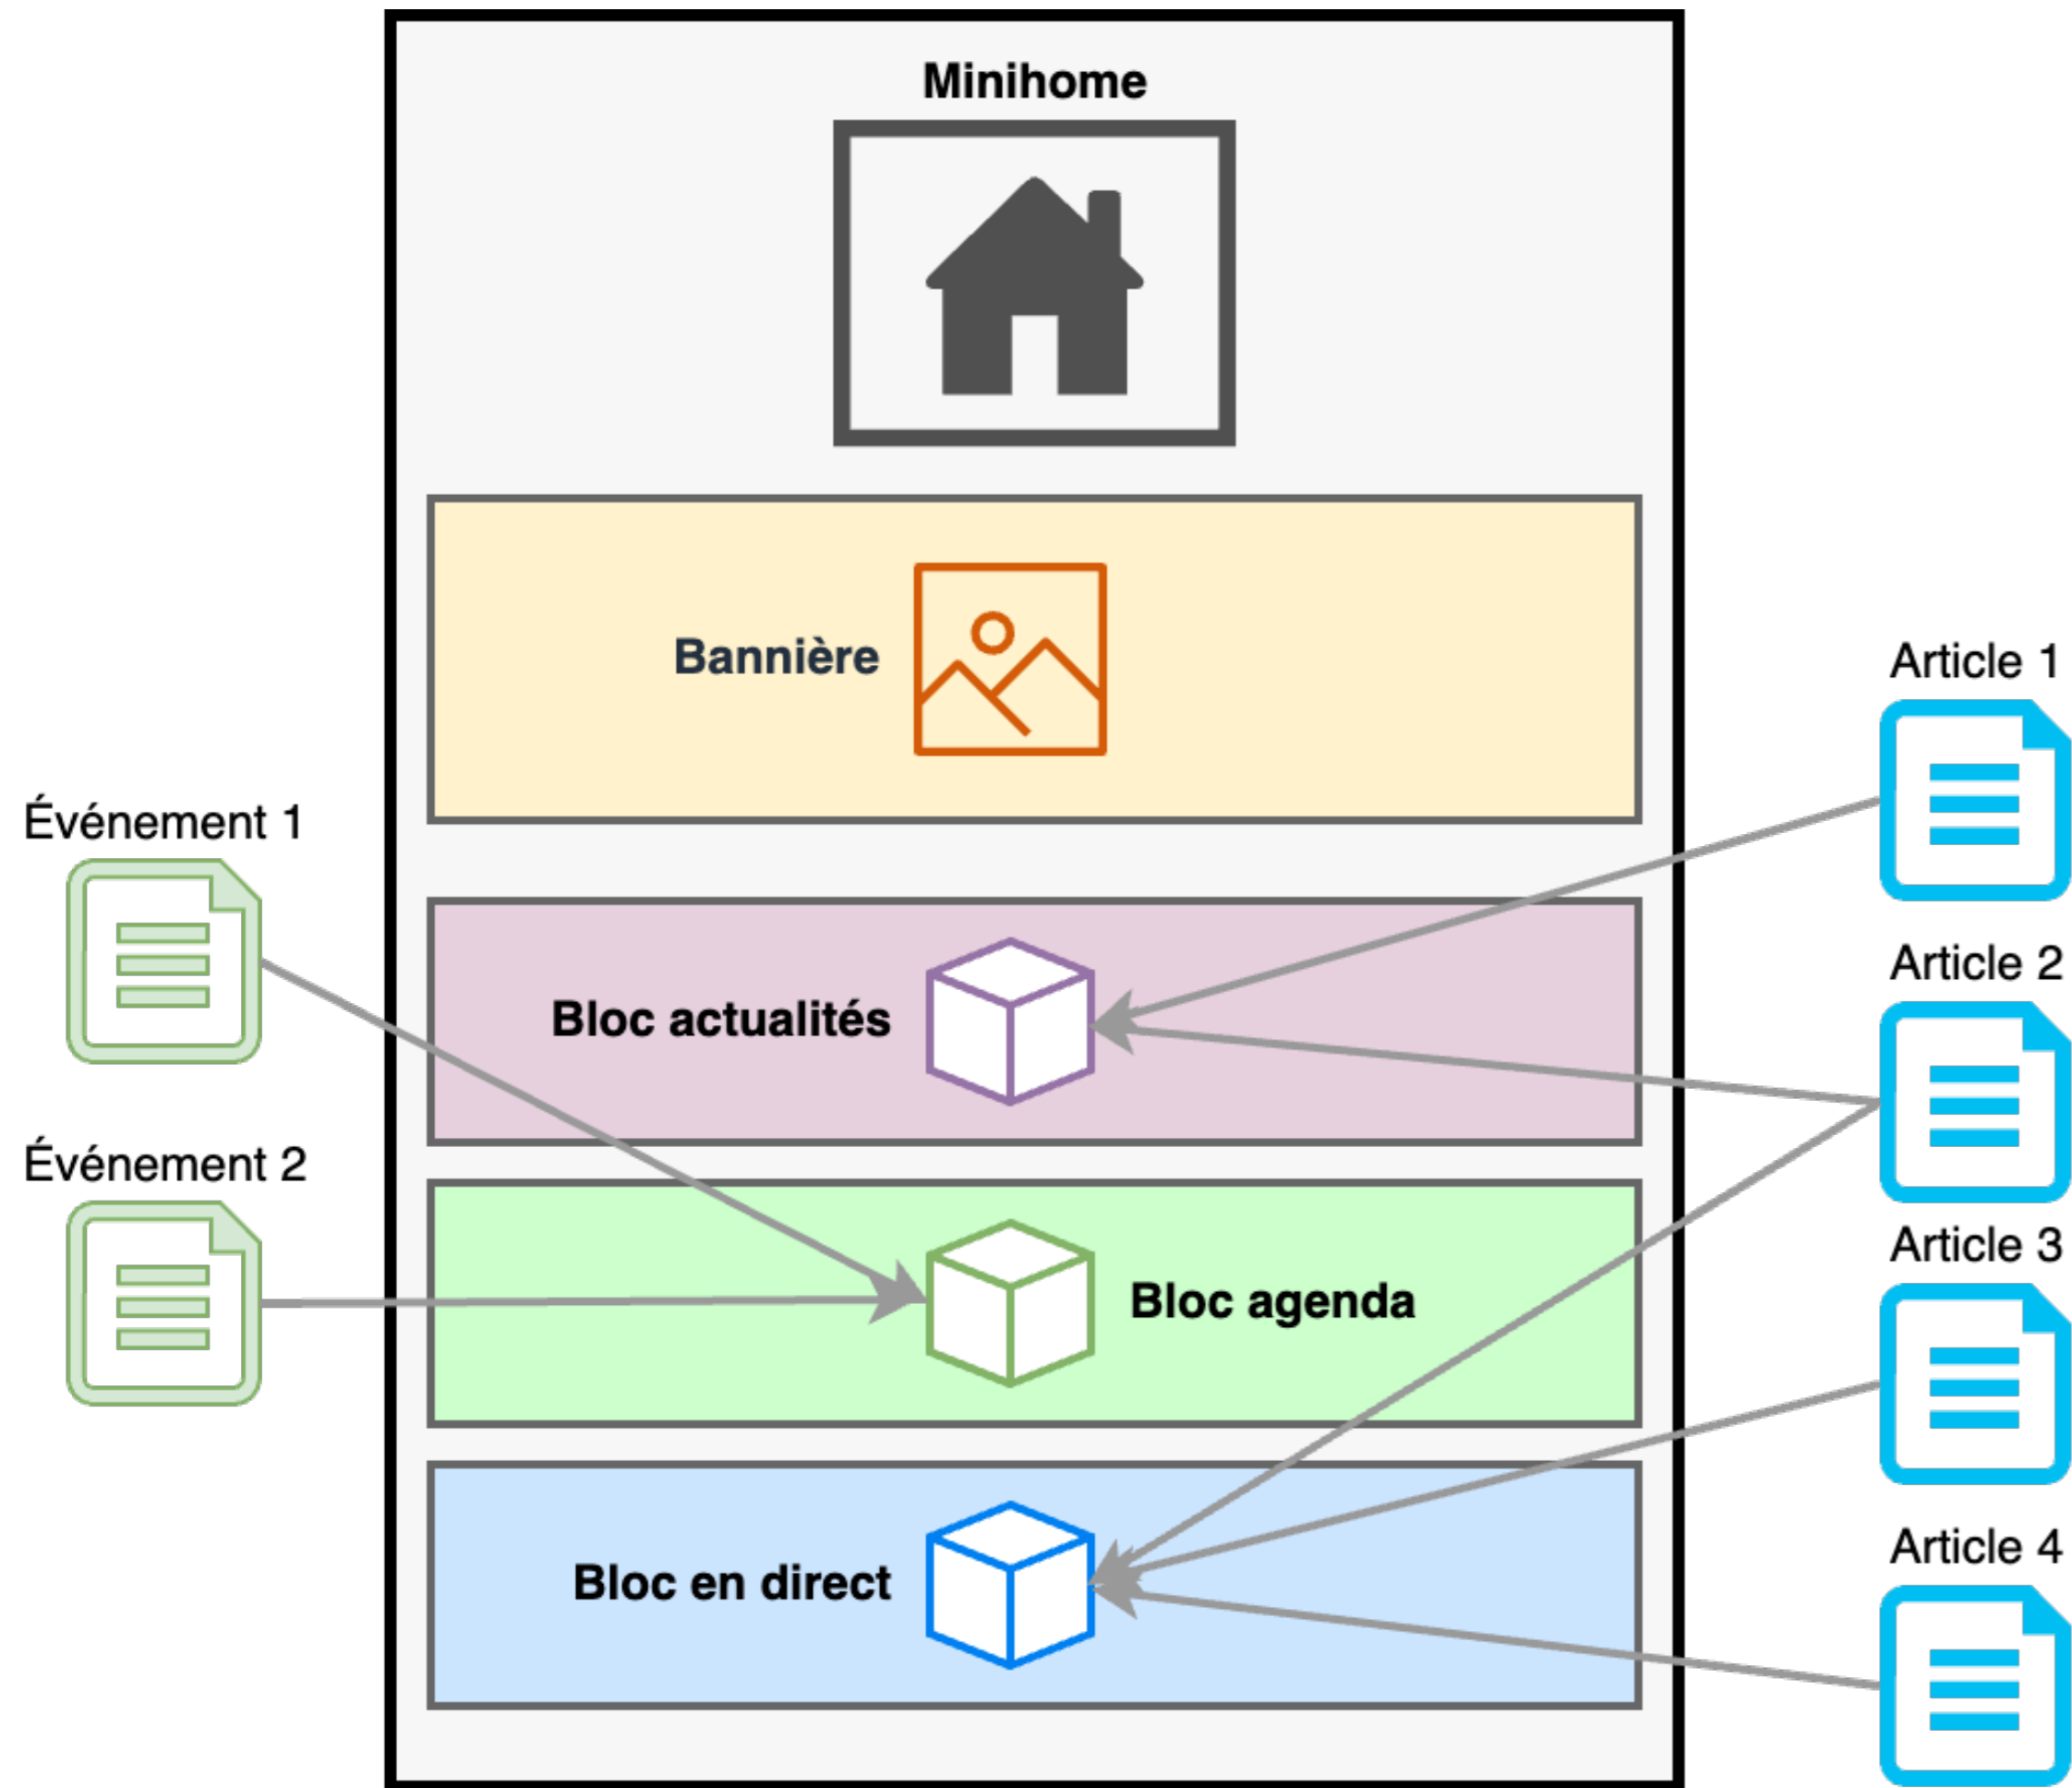 Minihome
Bannière
Article 1
Événement 1
Article 2
Bloc actualités
Événement 2
Article 3
Bloc agenda
Article 4
Bloc en direct